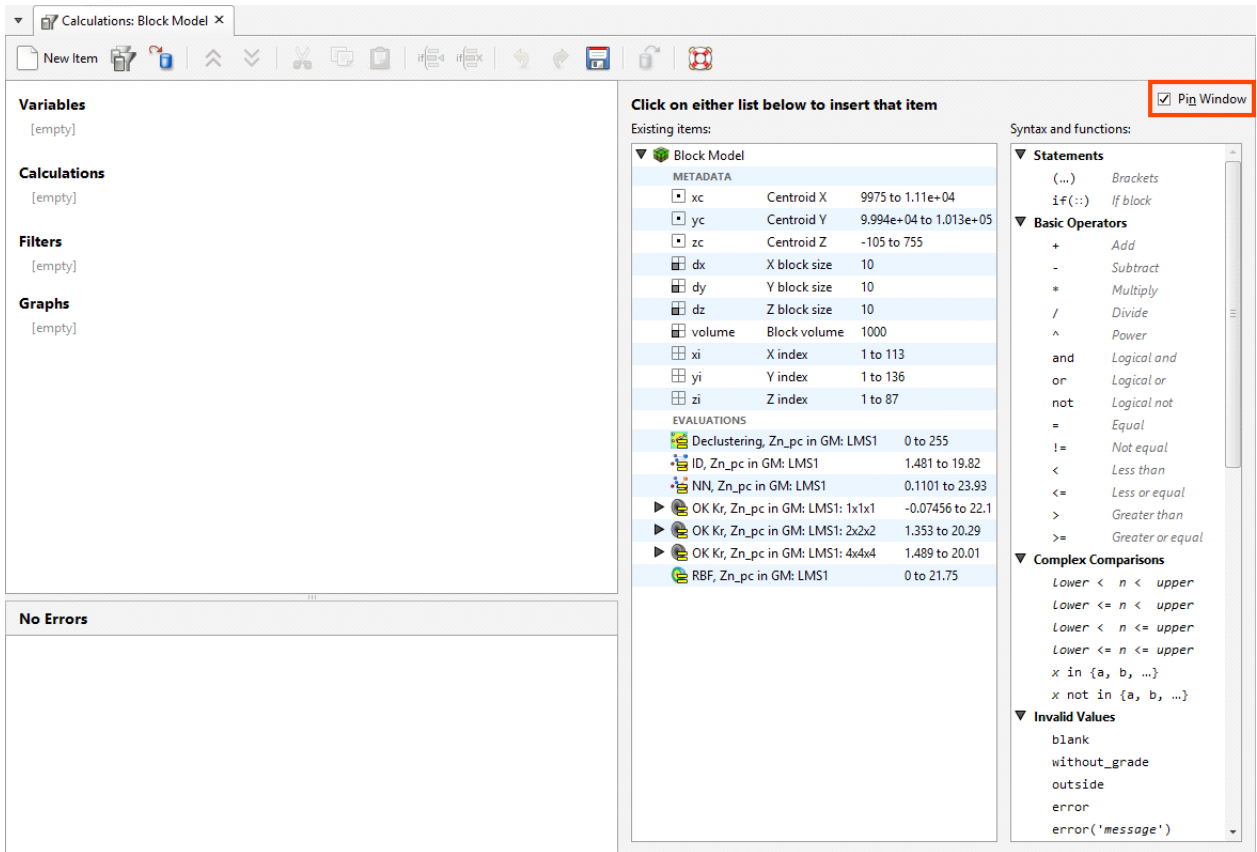 Calculations: Block Model
New Item
Variables
[empty]
Calculations
[empty]
Filters
[empty]
Graphs
[empty]
No Errors
Pin Window
Click on either list below to insert that item
Existing items:
Block Model
METADATA
xc Centroid X 9975 to 1.11e+04
yc Centroid Y 9.994e+04 to 1.013e+05
zc Centroid Z -105 to 755
dx X block size 10
dy Y block size 10
dz Z block size 10
volume Block volume 1000
xi X index 1 to 113
yi Y index 1 to 136
zi Z index 1 to 87
EVALUATIONS
Declustering, Zn_pc in GM: LMS1 0 to 255
ID, Zn_pc in GM: LMS1 1.481 to 19.82
NN, Zn_pc in GM: LMS1 0.1101 to 23.93
OK Kr, Zn_pc in GM: LMS1: 1x1x1 -0.07456 to 22.1
OK Kr, Zn_pc in GM: LMS1: 2x2x2 1.353 to 20.29
OK Kr, Zn_pc in GM: LMS1: 4x4x4 1.489 to 20.01
RBF, Zn_pc in GM: LMS1 0 to 21.75
Syntax and functions:
Statements
(…) Brackets
if(::) If block
Basic Operators
+ Add
- Subtract
* Multiply
/ Divide
^ Power
and Logical and
or Logical or
not Logical not
= Equal
!= Not equal
< Less than
<= Less or equal
> Greater than
>= Greater or equal
Complex Comparisons
Lower < n < upper
Lower <= n < upper
Lower < n <= upper
Lower <= n <= upper
x in {a, b, …}
x not in {a, b, …}
Invalid Values
blank
without_grade
outside
error
error('message')